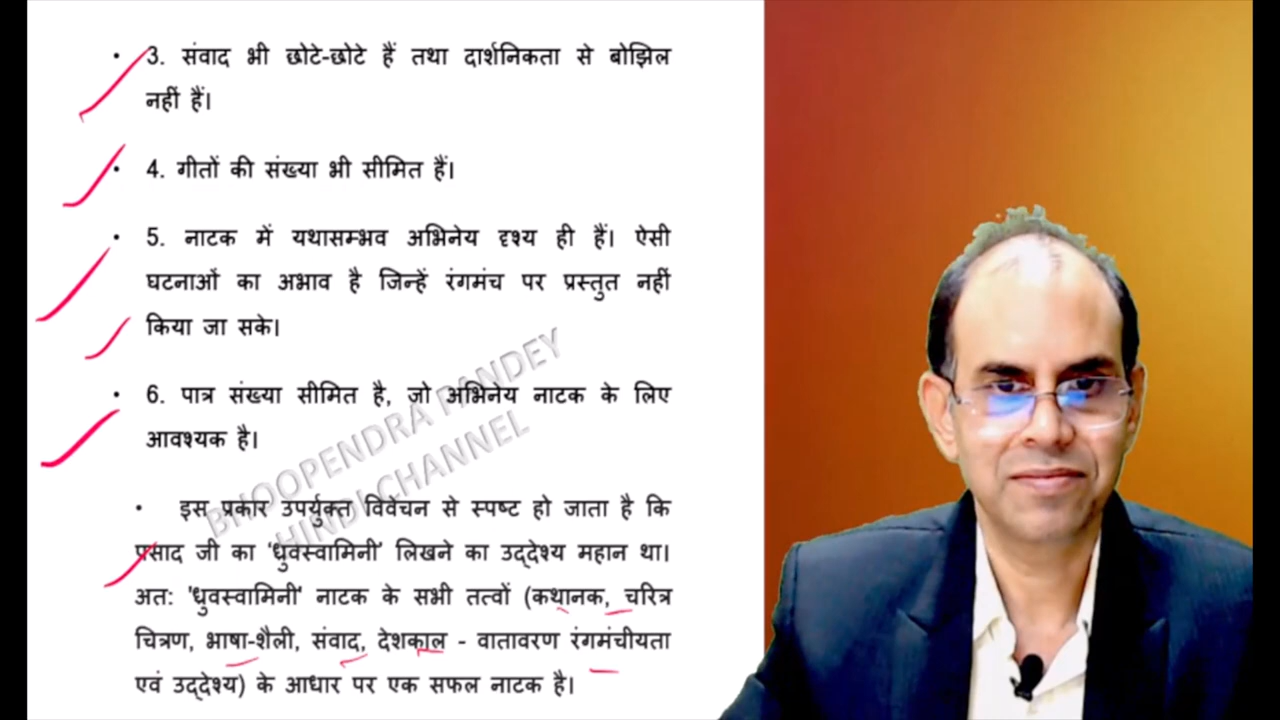 • 3. संवाद भी छोटे-छोटे हैं तथा दार्शनिकता से बोझिल
नहीं हैं।
• 4. गीतों की संख्या भी सीमित हैं।
• 5. नाटक में यथासम्भव अभिनेय दृश्य ही हैं। ऐसी
घटनाओं का अभाव है जिन्हें रंगमंच पर प्रस्तुत नहीं
किया जा सके।
• 6. पात्र संख्या सीमित है, जो अभिनेय नाटक के लिए
आवश्यक है।
• इस प्रकार उपर्युक्त विवेचन से स्पष्ट हो जाता है कि
प्रसाद जी का 'ध्रुवस्वामिनी' लिखने का उद्देश्य महान था।
अत: 'ध्रुवस्वामिनी' नाटक के सभी तत्वों (कथानक, चरित्र
चित्रण, भाषा-शैली, संवाद, देशकाल - वातावरण रंगमंचीयता
एवं उद्देश्य) के आधार पर एक सफल नाटक है।
BHOOPENDRA PANDEY
HINDI CHANNEL